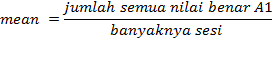 mean = jumlah semua nilai benar A1
banyaknya sesi